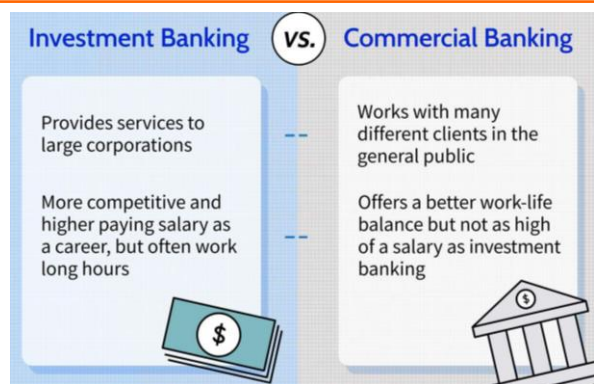 Investment Banking
VS.
Commercial Banking
Provides services to
large corporations
--
Works with many
different clients in the
general public
More competitive and
higher paying salary as
a career, but often work
long hours
--
Offers a better work-life
balance but not as high
of a salary as investment
banking
$
$